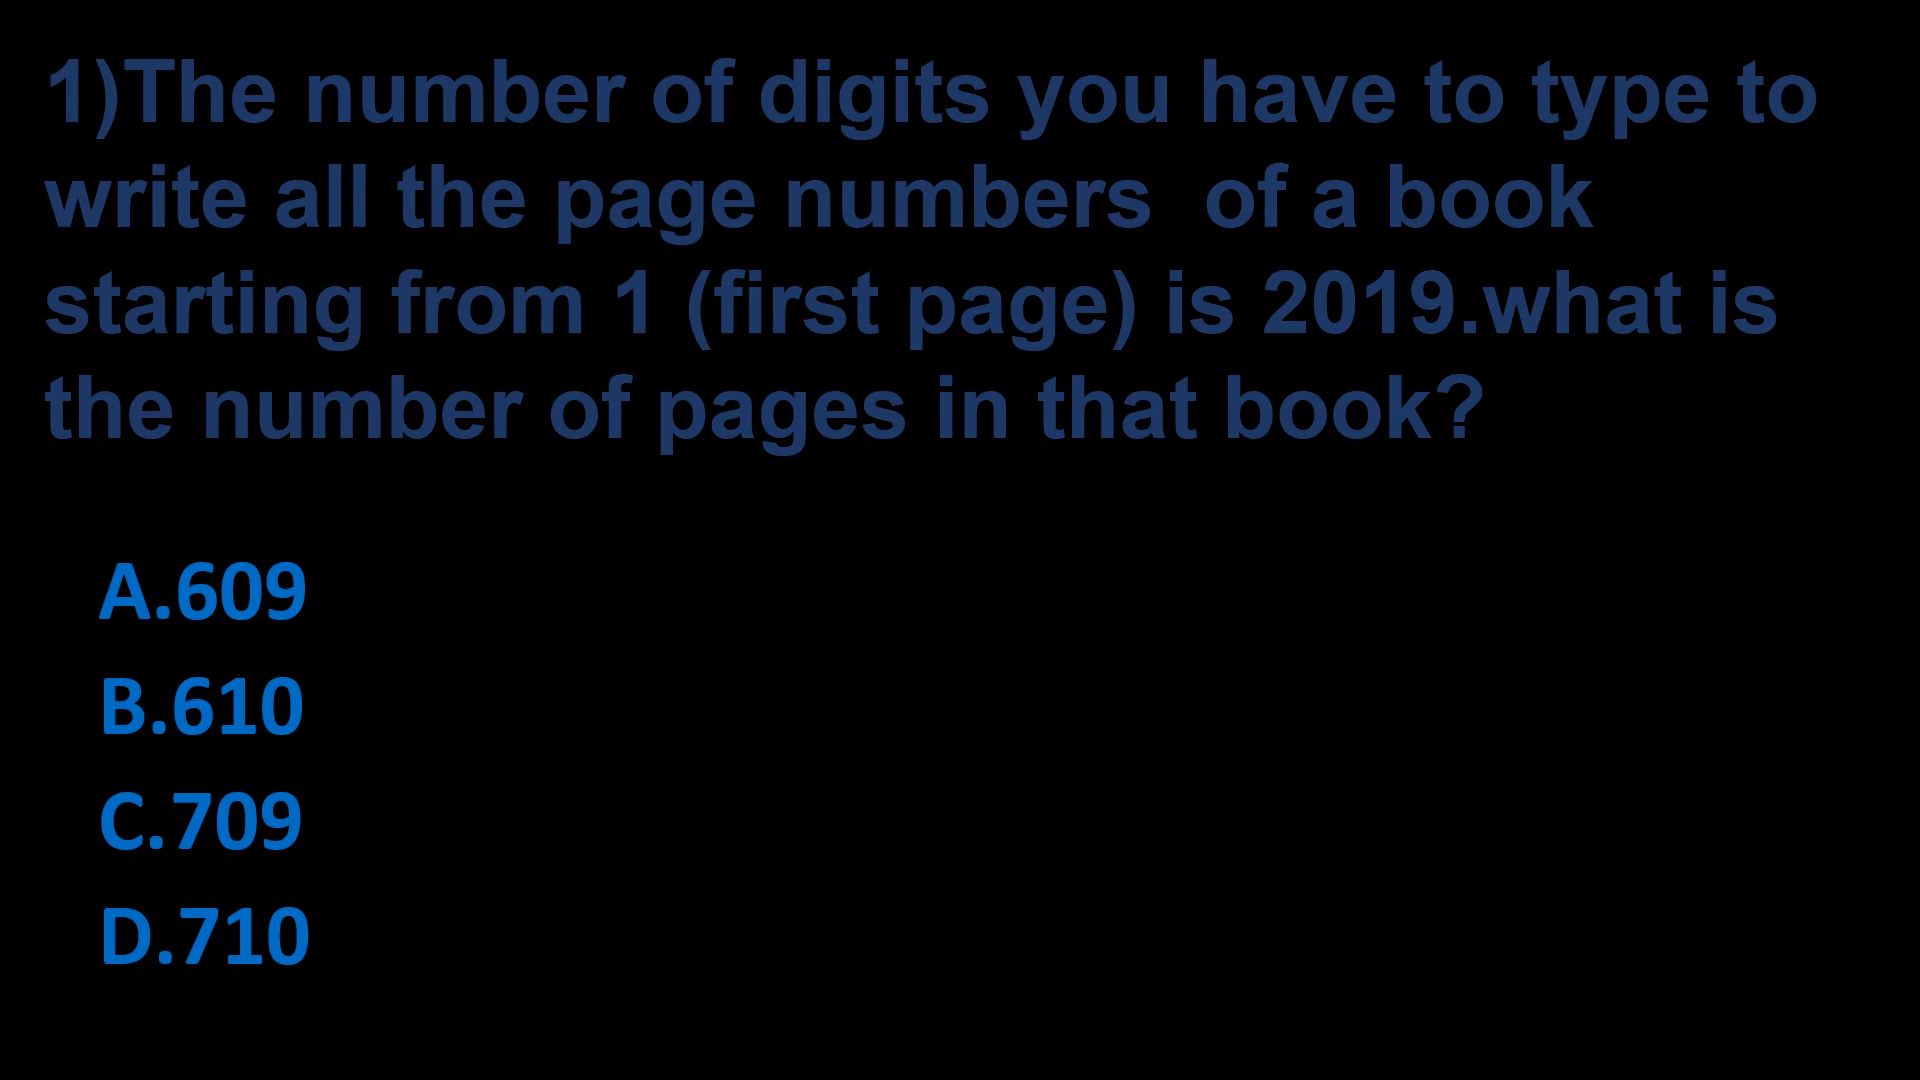 1)The number of digits you have to type to
write all the page numbers  of a book
starting from 1 (first page) is 2019.what is
the number of pages in that book?
A.609
B.610
C.709
D.710